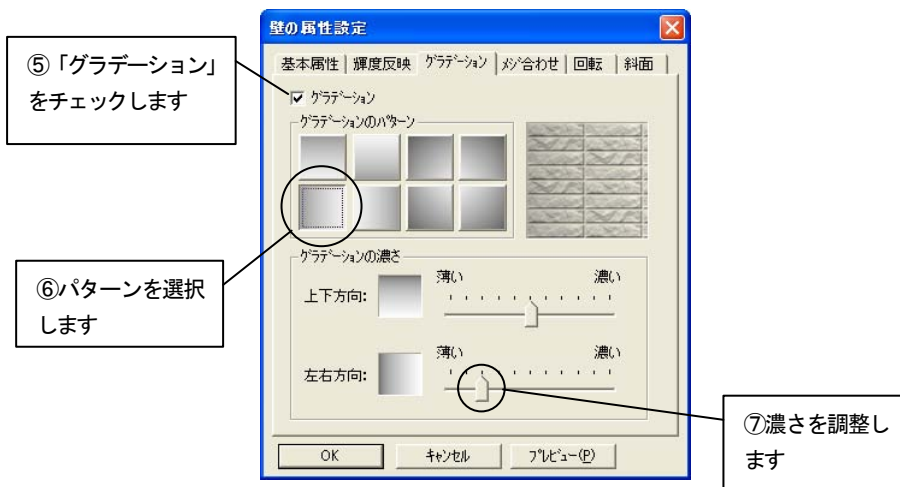 壁の属性設定
⑤「グラデーション」
をチェックします
基本属性 輝度反映 グラデーション メジ合わせ 回転 斜面
グラデーション
グラデーションのパターン
⑥パターンを選択
します
グラデーションの濃さ
薄い 濃い
上下方向:
薄い 濃い
左右方向:
⑦濃さを調整し
ます
OK キャンセル プレビュー(P)